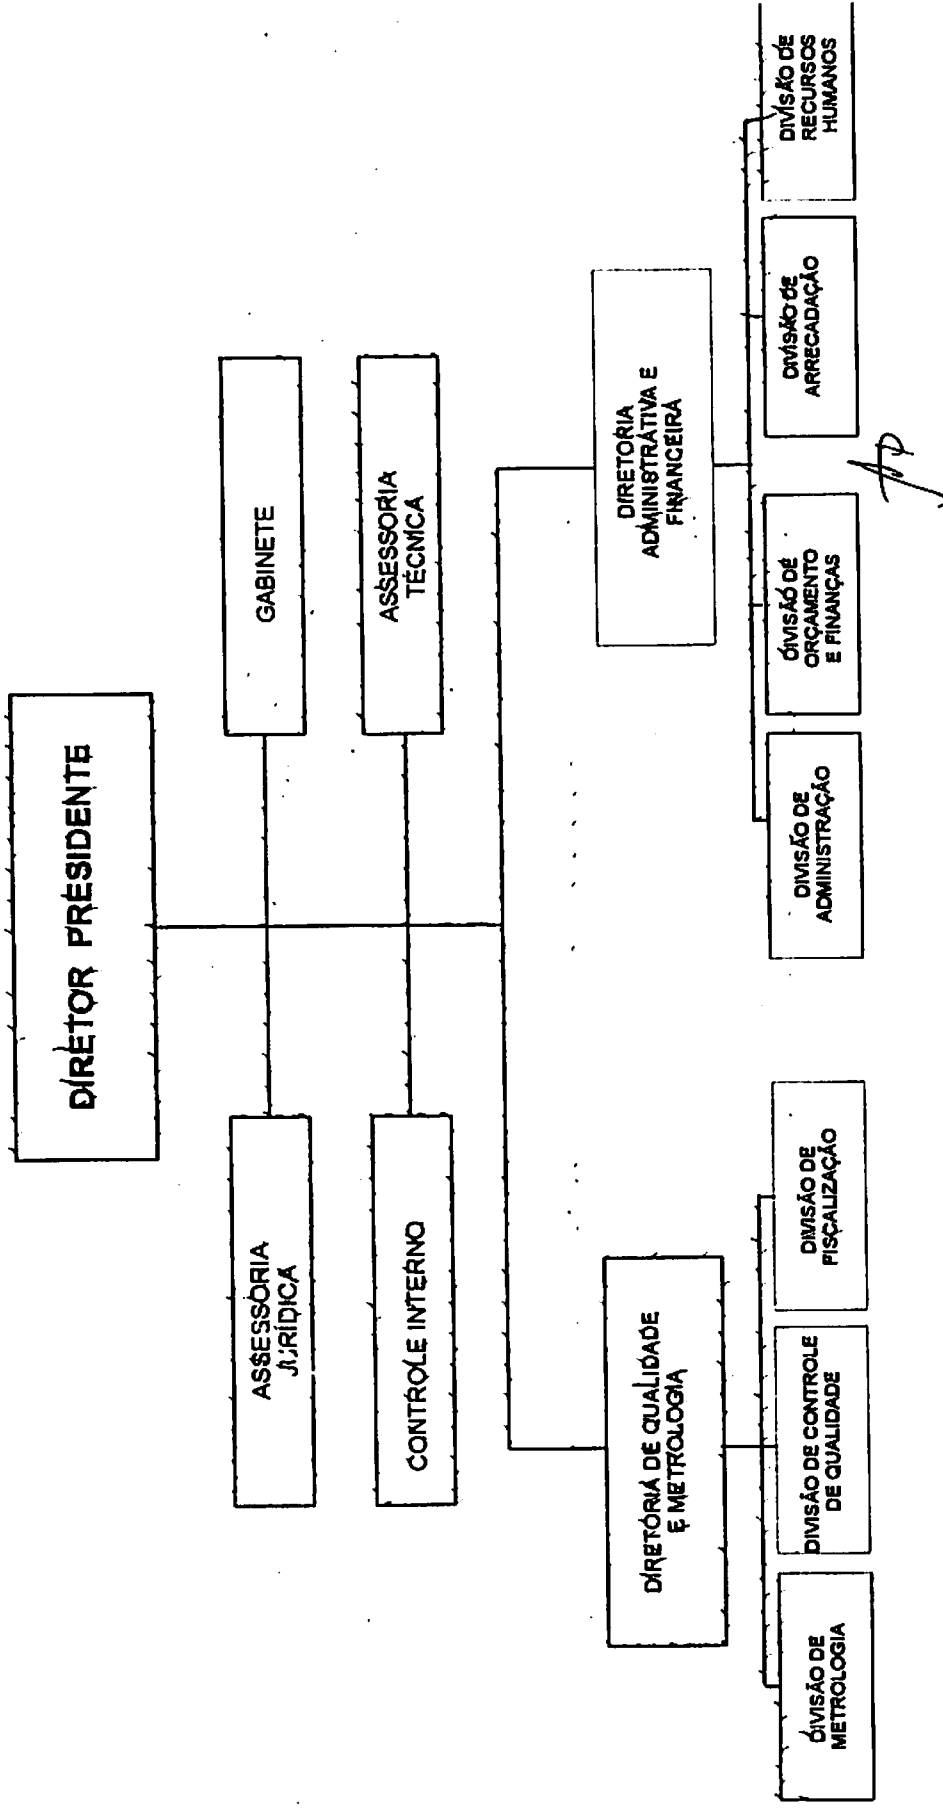 DIRETOR PRESIDENTE
ASSESSORIA
JURÍDICA
GABINETE
CONTROLE INTERNO
ASSESSORIA
TÉCNICA
DIRETORIA DE QUALIDADE
E METROLOGIA
DIRETORIA
ADMINISTRATIVA E
FINANCEIRA
DIVISÃO DE
METROLOGIA
DIVISÃO DE CONTROLE
DE QUALIDADE
DIVISÃO DE
FISCALIZAÇÃO
DIVISÃO DE
ADMINISTRAÇÃO
DIVISÃO DE
ORÇAMENTO
E FINANÇAS
DIVISÃO DE
ARRECADAÇÃO
DIVISÃO DE
RECURSOS
HUMANOS